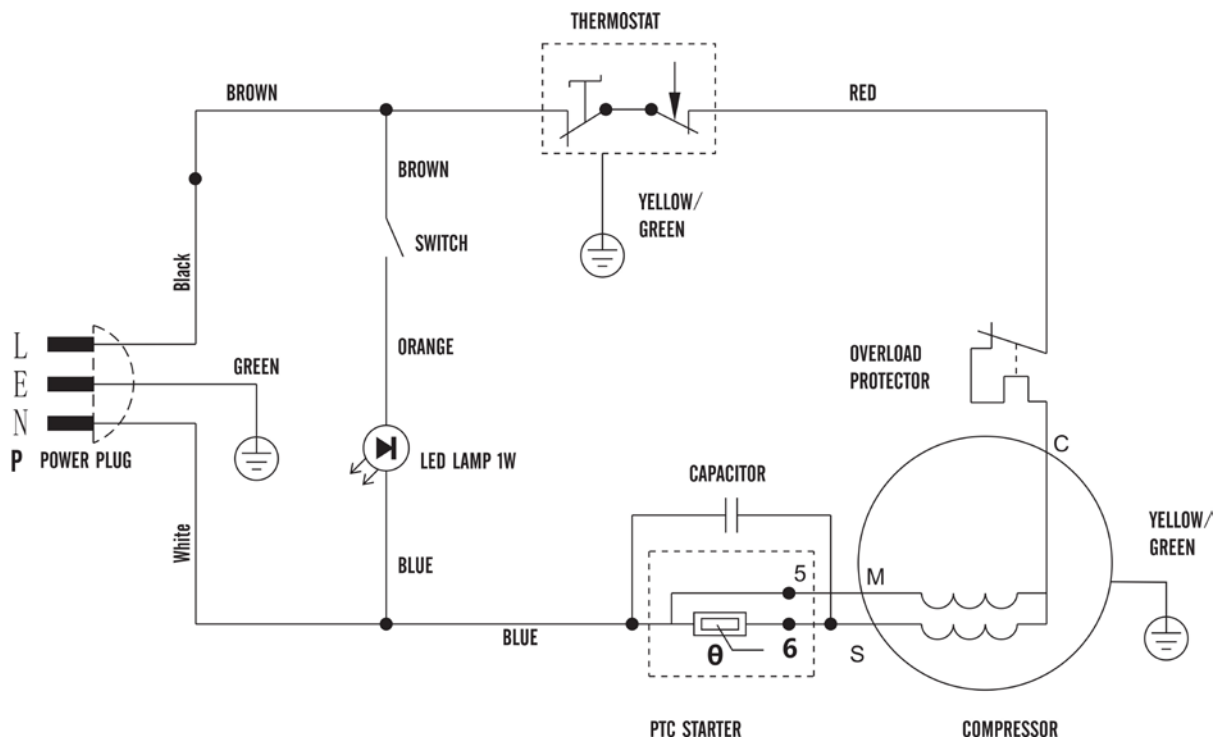 THERMOSTAT
BROWN
RED
BROWN
YELLOW/
GREEN
SWITCH
Black
L
E
N
P POWER PLUG
GREEN
ORANGE
OVERLOAD
PROTECTOR
LED LAMP 1W
C
CAPACITOR
YELLOW/
GREEN
White
BLUE
5
M
BLUE
θ
6
S
PTC STARTER
COMPRESSOR